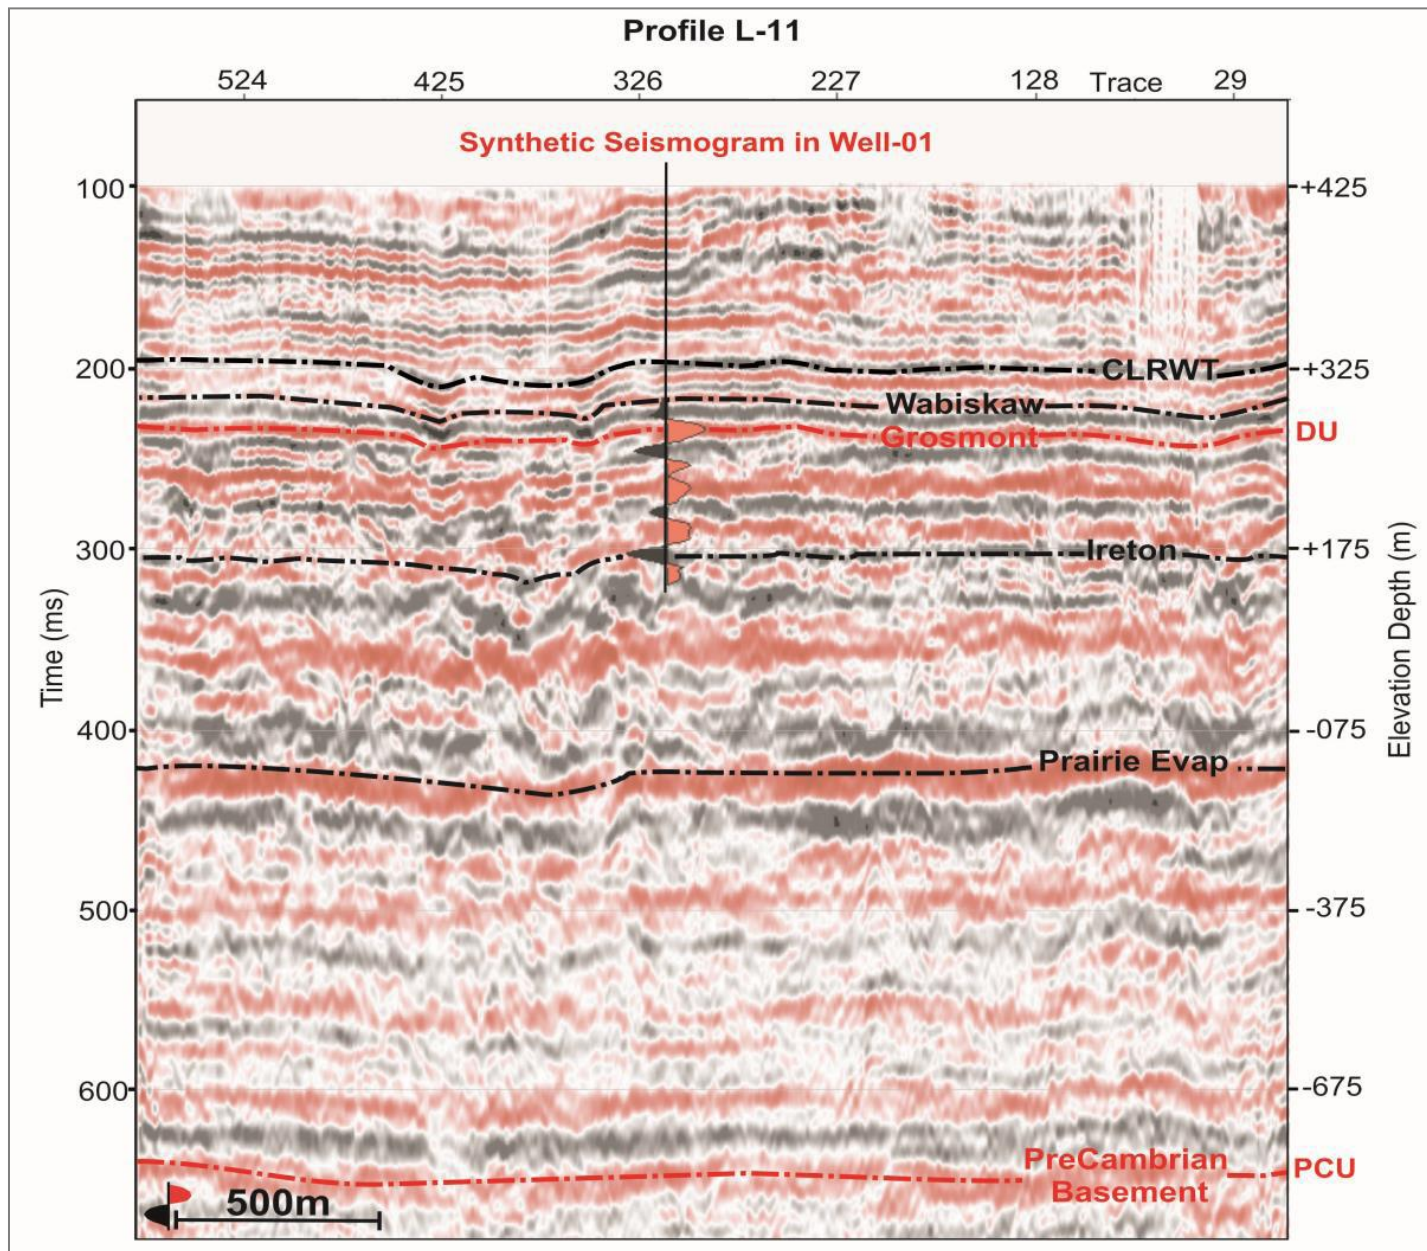 Profile L-11
524 425 326 227 128 Trace 29
Synthetic Seismogram in Well-01
100 +425
200 CLRWT +325
Wabiskaw
Grosmont DU
300 Ireton +175
Time (ms)
Elevation Depth (m)
400 -075
Prairie Evap
500 -375
600 -675
PreCambrian PCU
Basement
500m